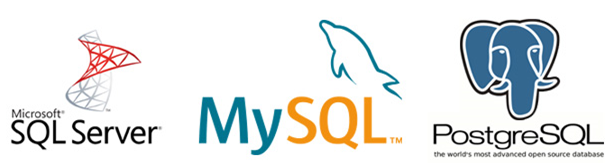 Microsoft®
SQL Server®
MySQL™
PostgreSQL
the world's most advanced open source database